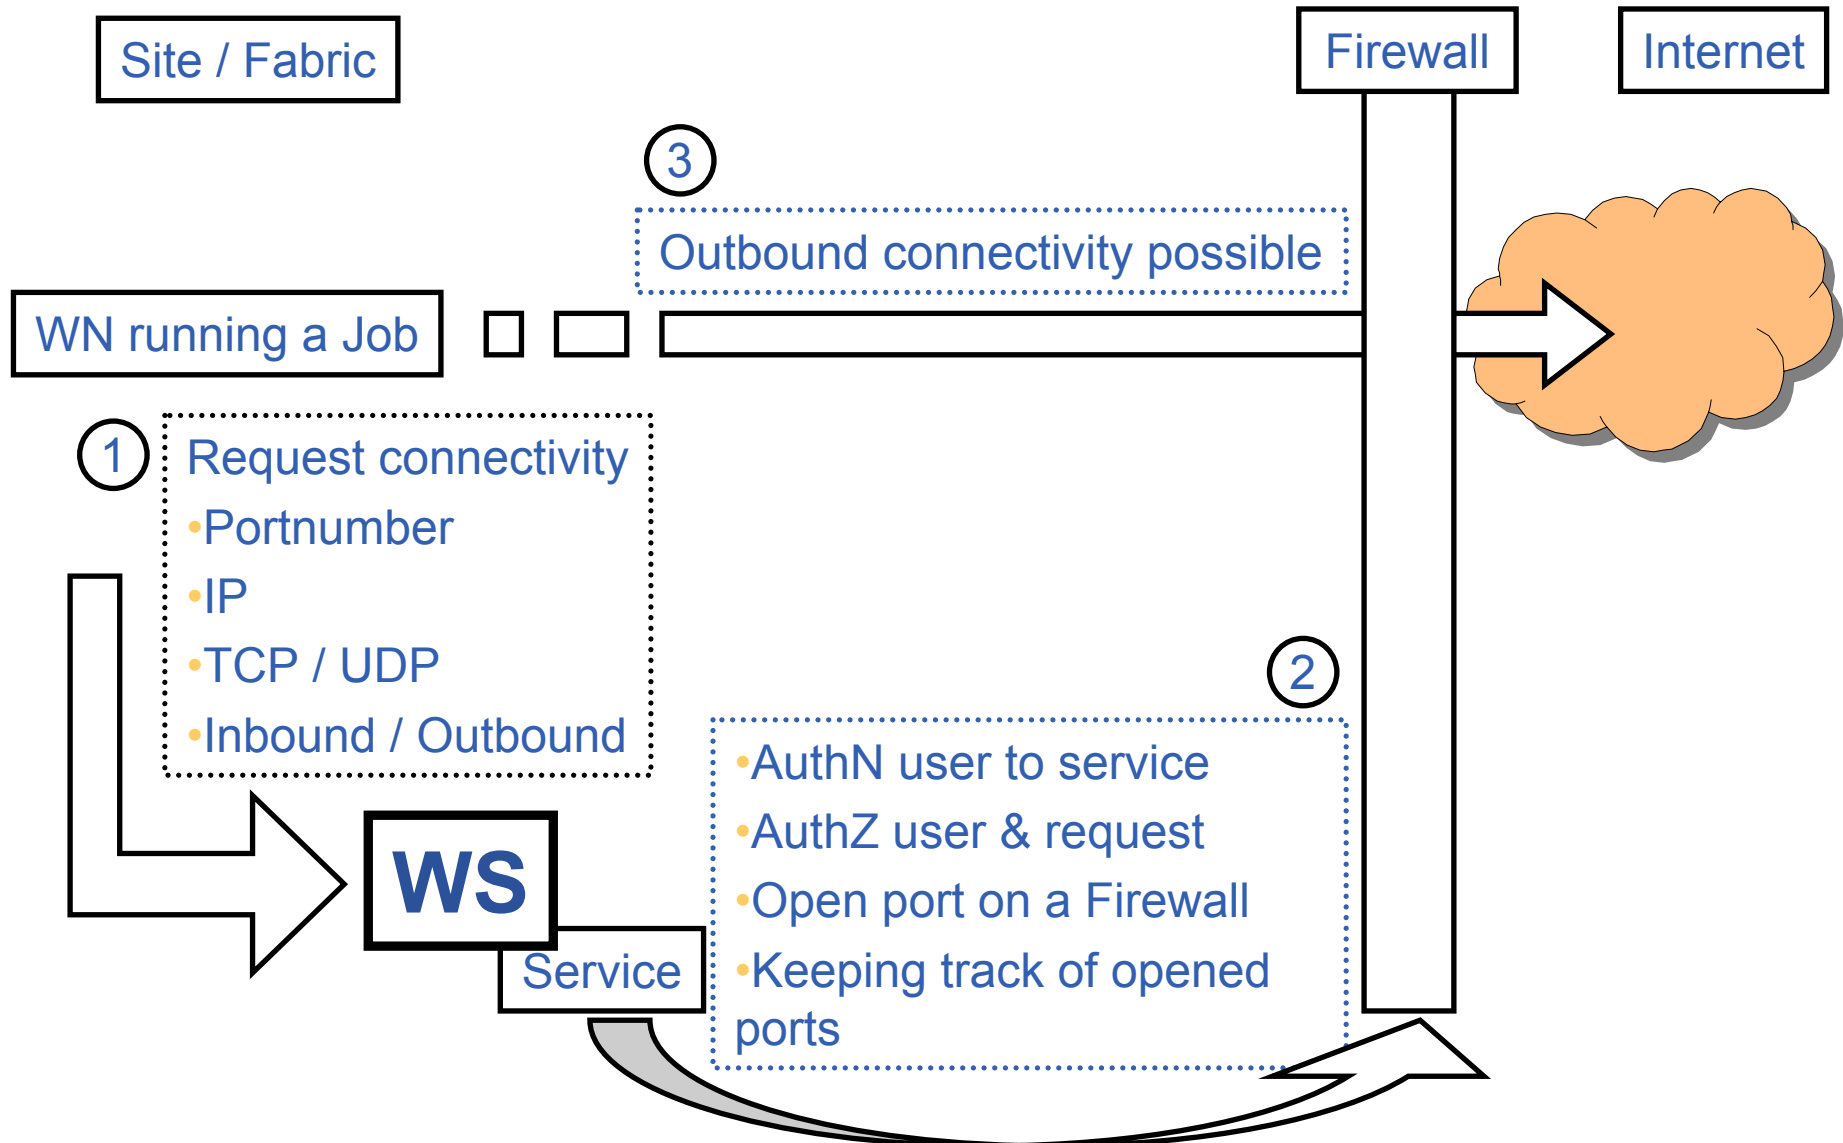 Site / Fabric
Firewall
Internet
3
Outbound connectivity possible
WN running a Job
1
Request connectivity
•Portnumber
•IP
•TCP / UDP
•Inbound / Outbound
2
•AuthN user to service
•AuthZ user & request
•Open port on a Firewall
•Keeping track of opened
ports
WS
Service